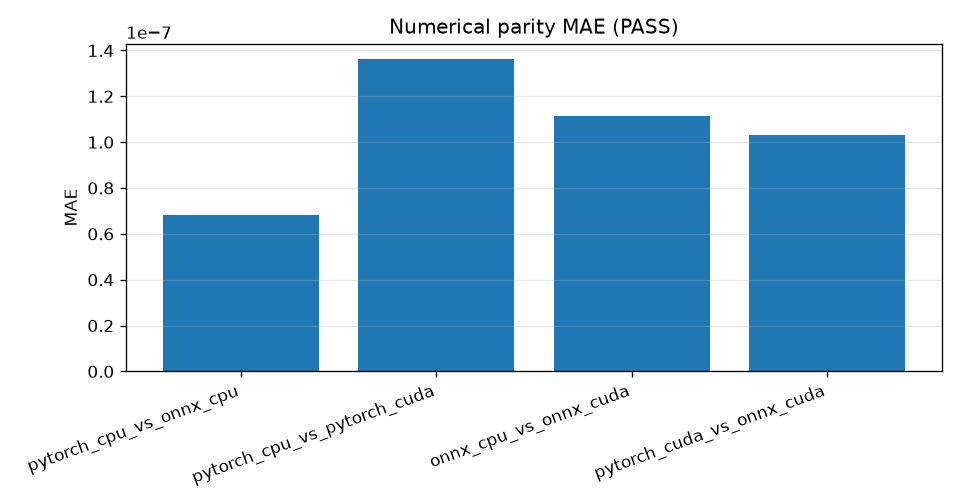 Numerical parity MAE (PASS)
1e−7
1.4
1.2
1.0
0.8
0.6
0.4
0.2
0.0
MAE
pytorch_cpu_vs_onnx_cpu
pytorch_cpu_vs_pytorch_cuda
onnx_cpu_vs_onnx_cuda
pytorch_cuda_vs_onnx_cuda